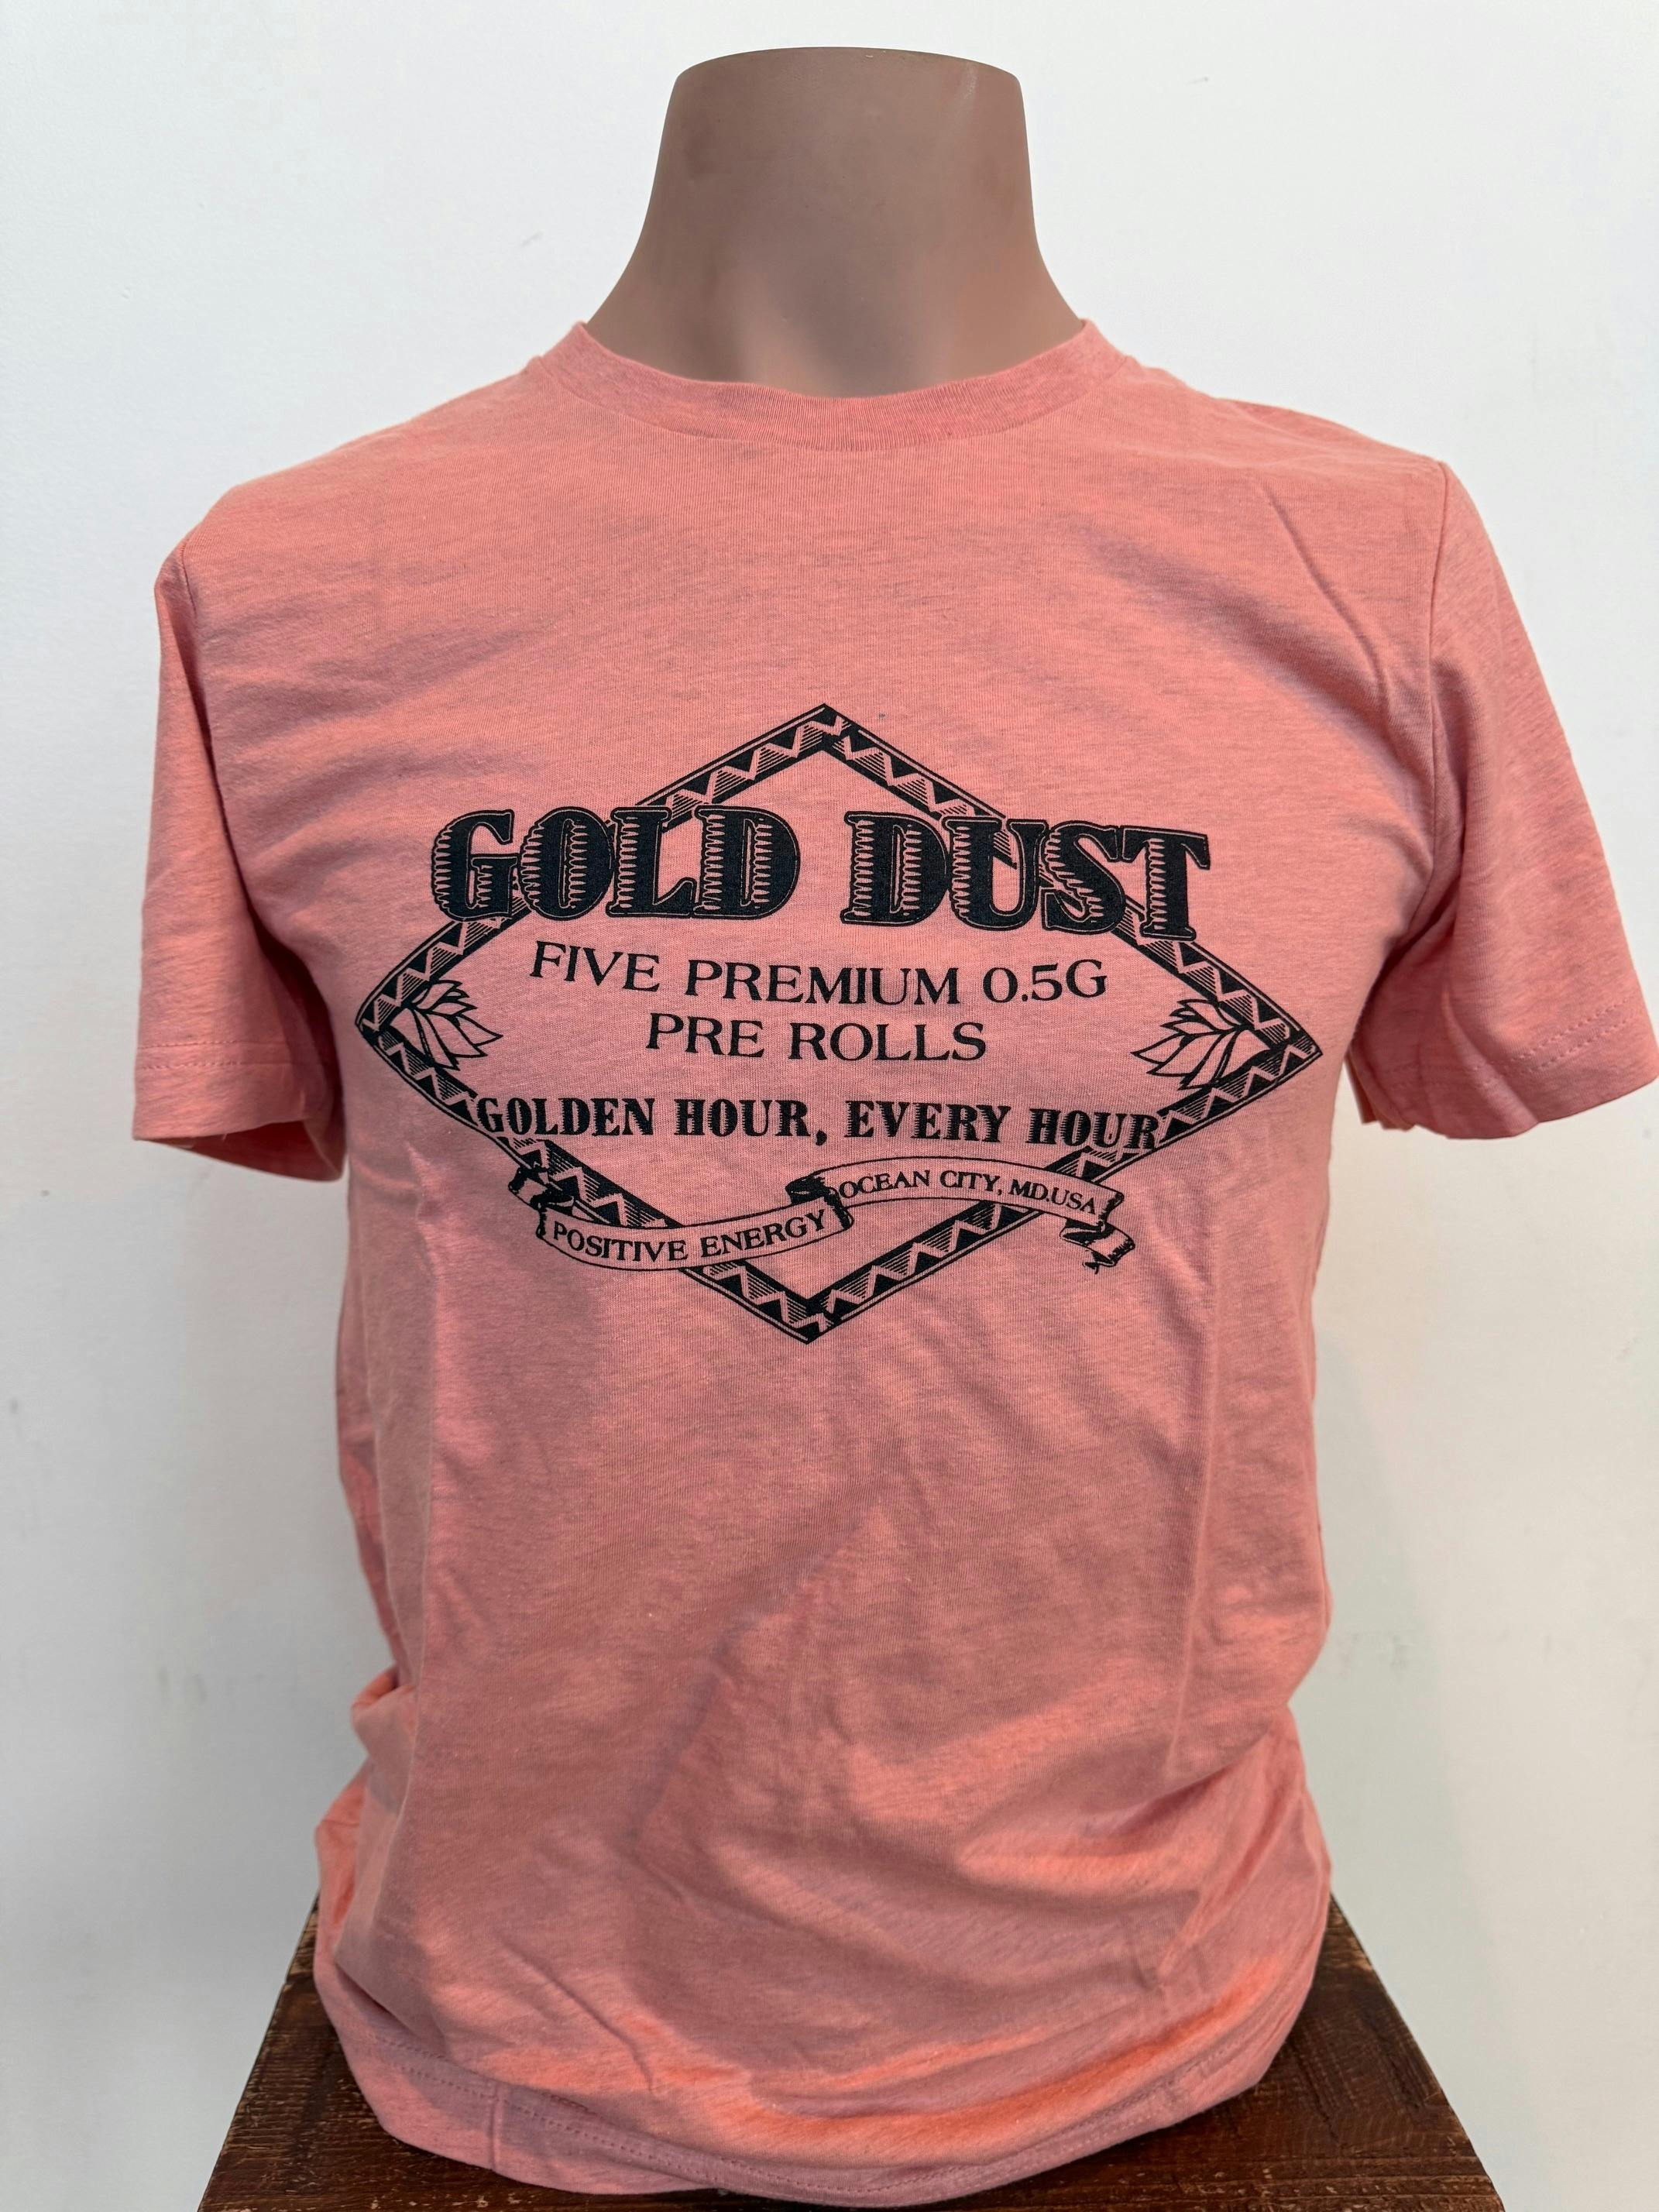 GOLD DUST
FIVE PREMIUM 0.5G
PRE ROLLS
GOLDEN HOUR, EVERY HOUR
POSITIVE ENERGY
OCEAN CITY, MD.USA